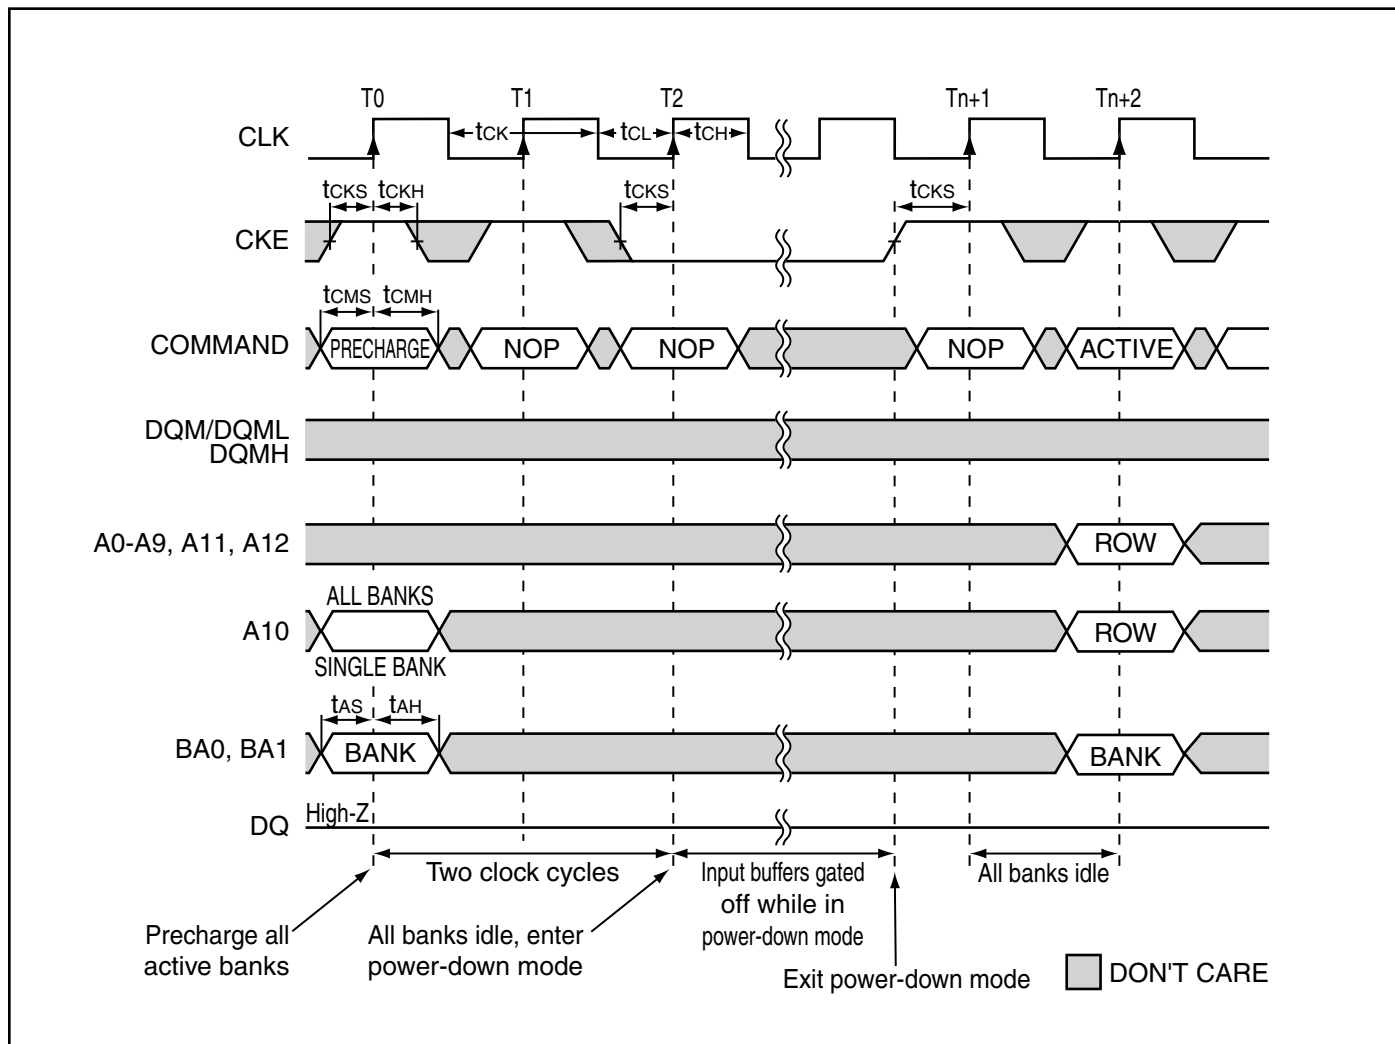 T0 T1 T2 Tn+1 Tn+2
CLK tCK tCL tCH
tCKS tCKH tCKS tCKS
CKE
tCMS tCMH
COMMAND PRECHARGE NOP NOP NOP ACTIVE
DQM/DQML
DQMH
A0-A9, A11, A12 ROW
ALL BANKS
A10 ROW
SINGLE BANK
tAS tAH
BA0, BA1 BANK BANK
DQ High-Z
Two clock cycles
Input buffers gated
off while in
power-down mode
All banks idle
Precharge all
active banks
All banks idle, enter
power-down mode
Exit power-down mode
DON'T CARE